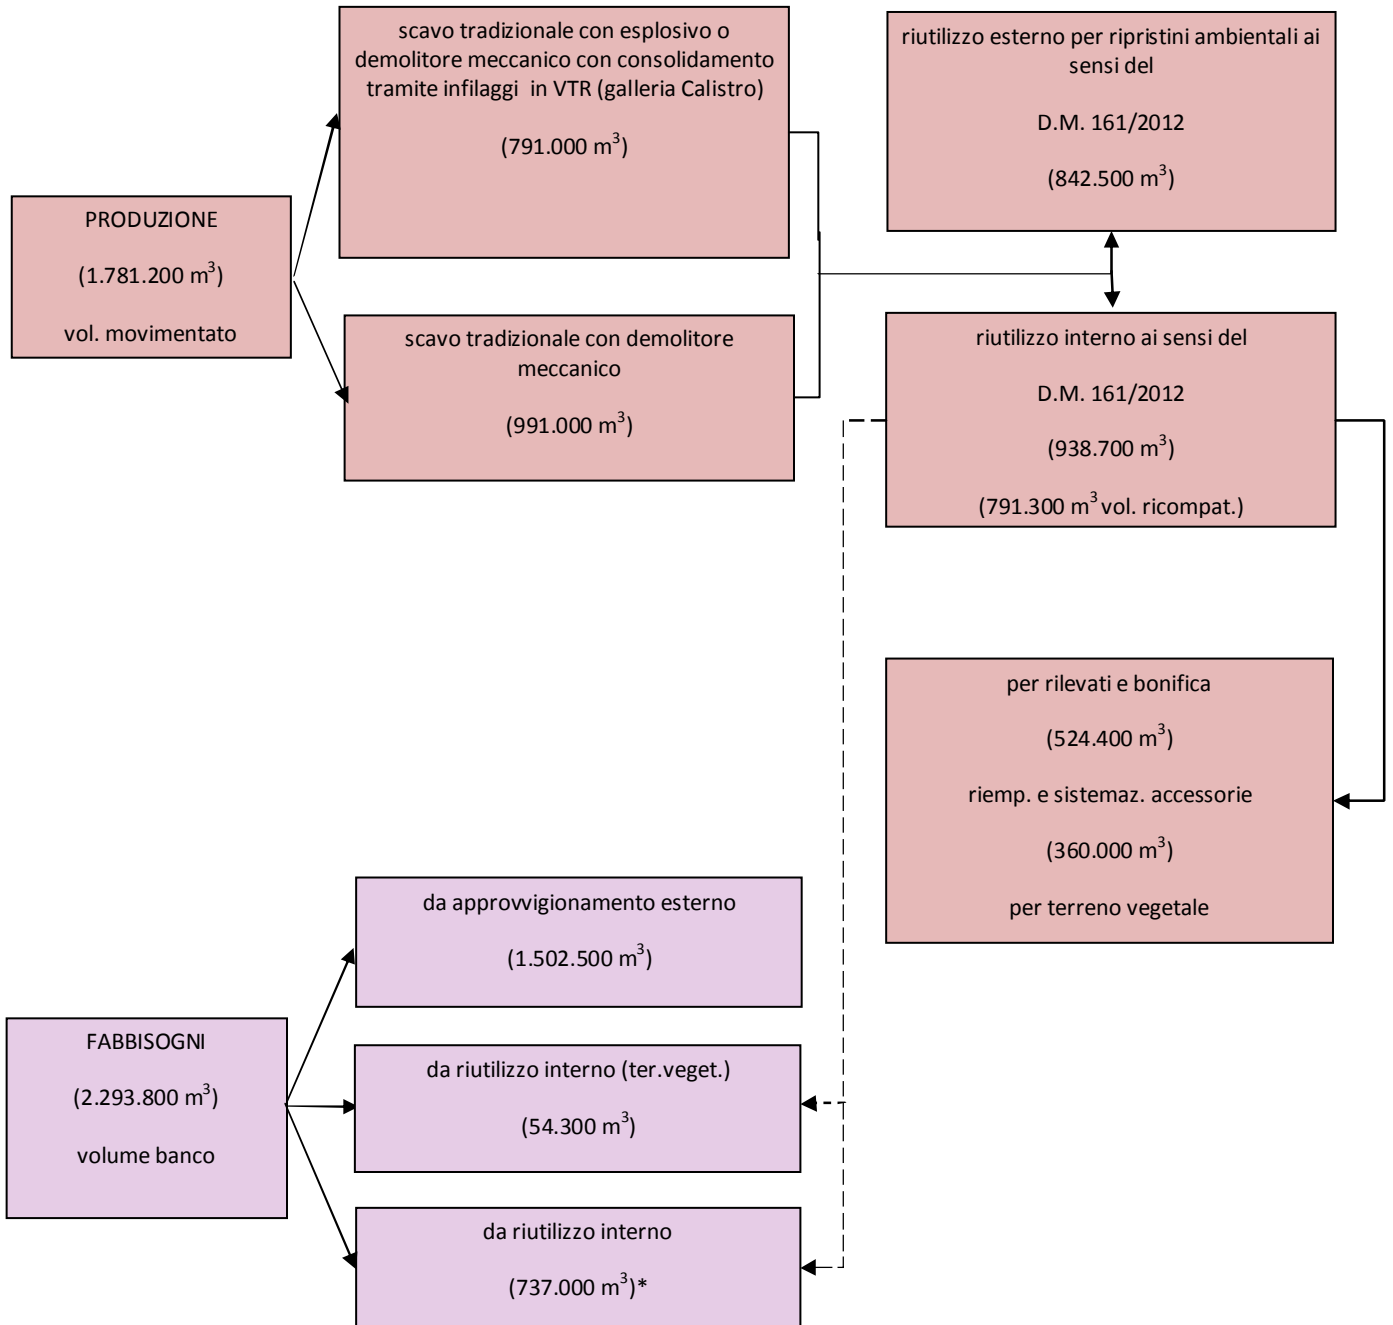 scavo tradizionale con esplosivo o
demolitore meccanico con consolidamento
tramite infilaggi in VTR (galleria Calistro)
(791.000 m³)
riutilizzo esterno per ripristini ambientali ai
sensi del
D.M. 161/2012
(842.500 m³)
PRODUZIONE
(1.781.200 m³)
vol. movimentato
scavo tradizionale con demolitore
meccanico
(991.000 m³)
riutilizzo interno ai sensi del
D.M. 161/2012
(938.700 m³)
(791.300 m³ vol. ricompat.)
per rilevati e bonifica
(524.400 m³)
riemp. e sistemaz. accessorie
(360.000 m³)
per terreno vegetale
da approvvigionamento esterno
(1.502.500 m³)
FABBISOGNI
(2.293.800 m³)
volume banco
da riutilizzo interno (ter.veget.)
(54.300 m³)
da riutilizzo interno
(737.000 m³)*